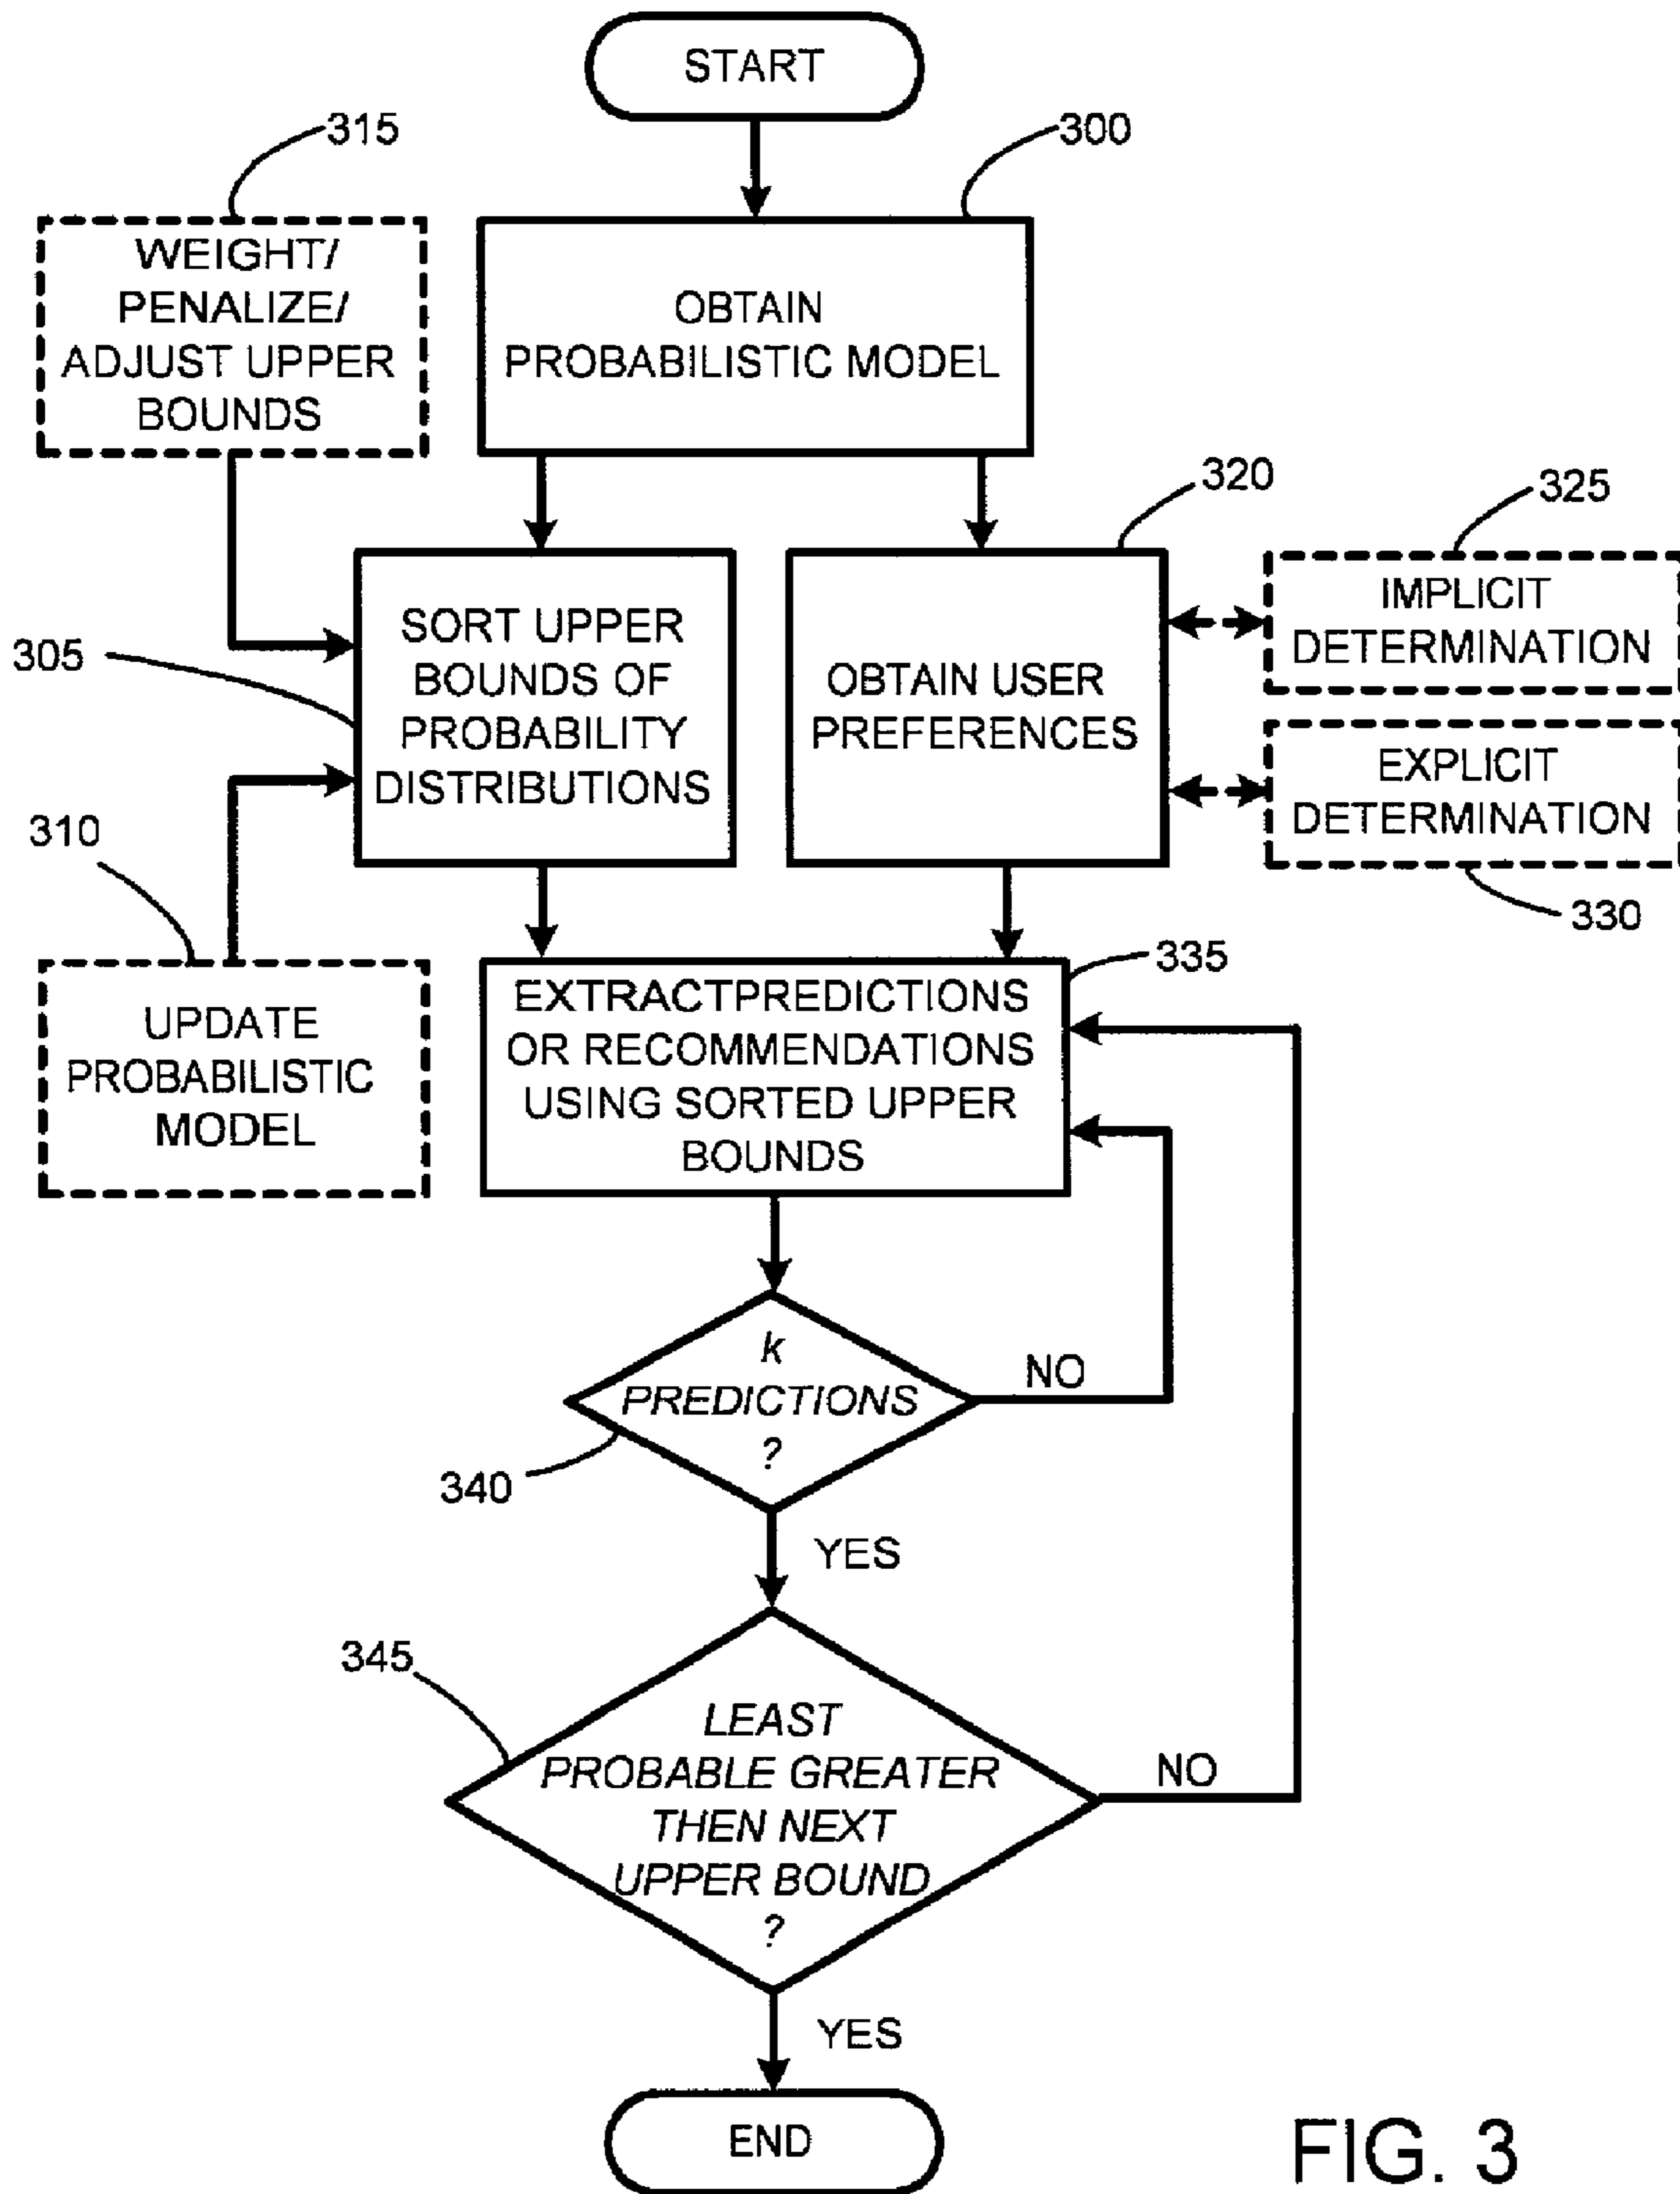 START
315
300
WEIGHT/
PENALIZE/
ADJUST UPPER
BOUNDS
OBTAIN
PROBABILISTIC MODEL
320
325
SORT UPPER
BOUNDS OF
PROBABILITY
DISTRIBUTIONS
305
OBTAIN USER
PREFERENCES
IMPLICIT
DETERMINATION
EXPLICIT
DETERMINATION
330
310
UPDATE
PROBABILISTIC
MODEL
335
EXTRACTPREDICTIONS
OR RECOMMENDATIONS
USING SORTED UPPER
BOUNDS
k
PREDICTIONS
?
NO
340
YES
345
LEAST
PROBABLE GREATER
THEN NEXT
UPPER BOUND
?
NO
YES
END
FIG. 3